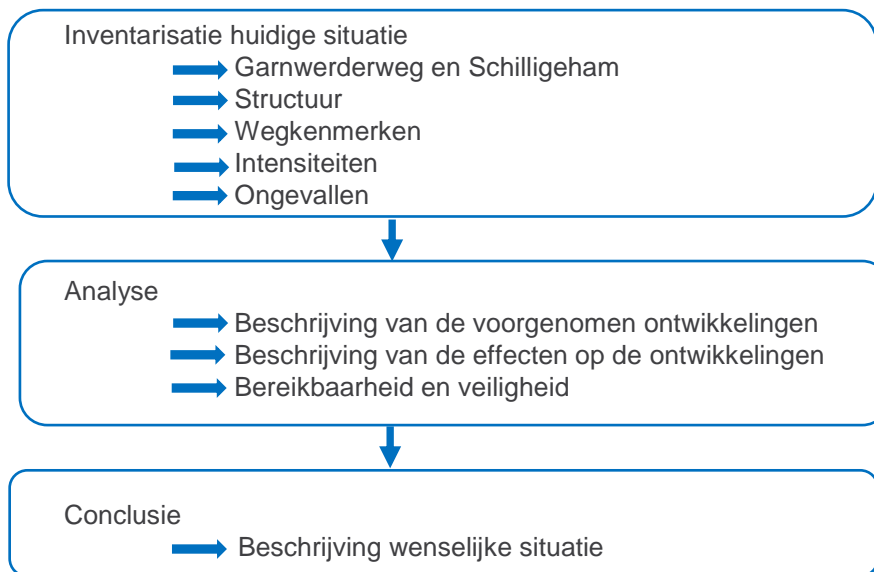 Inventarisatie huidige situatie
Garnwerderweg en Schilligeham
Structuur
Wegkenmerken
Intensiteiten
Ongevallen
Analyse
Beschrijving van de voorgenomen ontwikkelingen
Beschrijving van de effecten op de ontwikkelingen
Bereikbaarheid en veiligheid
Conclusie
Beschrijving wenselijke situatie